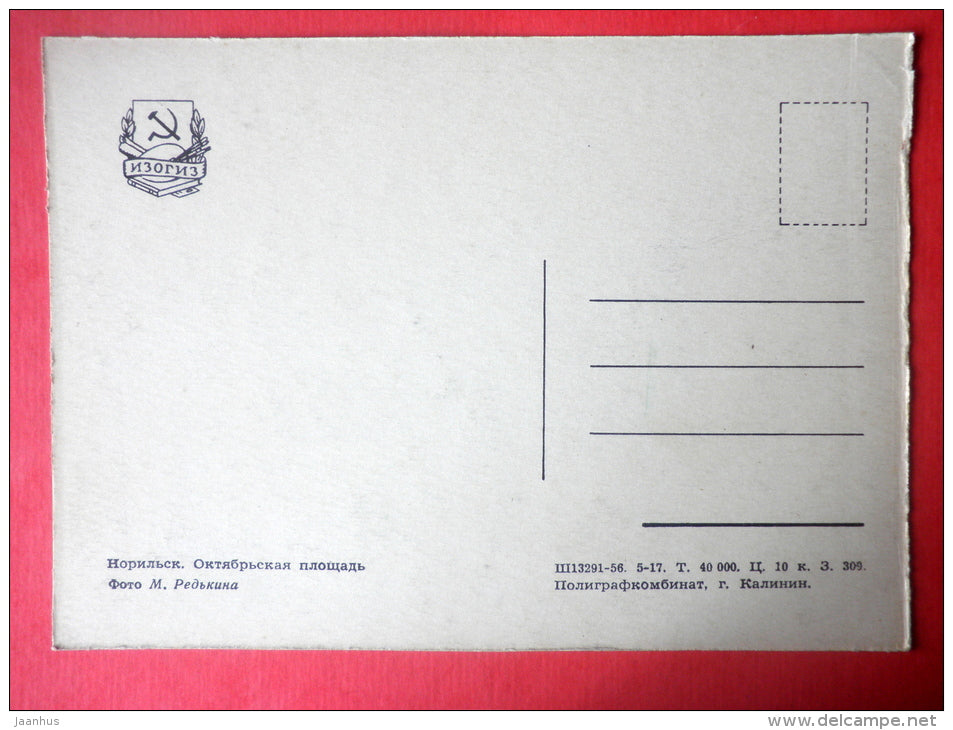 ИЗОГИЗ
Норильск. Октябрьская площадь
Фото М. Редькина
Ш13291-56. 5-17. Т. 40 000. Ц. 10 к. З. 309.
Полиграфкомбинат, г. Калинин.
Jaanhus
www.delcampe.net